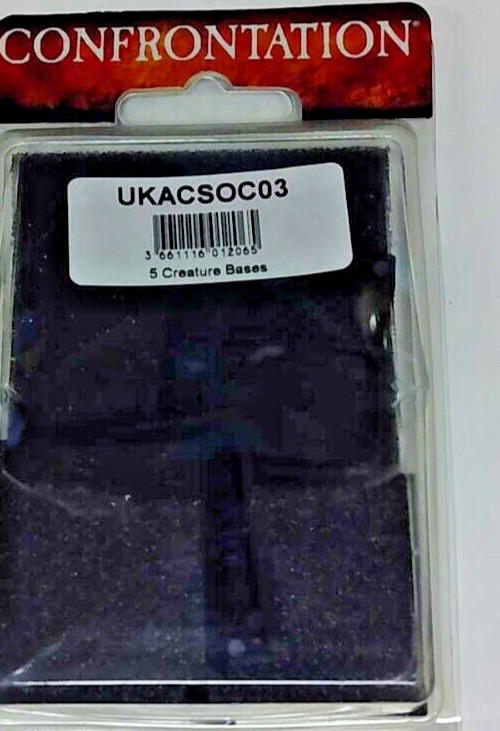 CONFRONTATION
UKACSOC03
3 661116 012065
5 Creature Bases